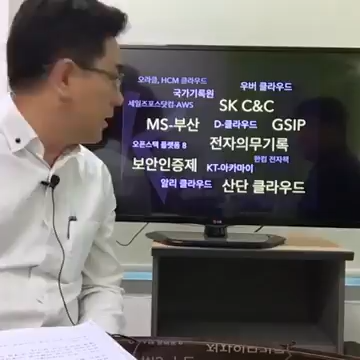 오라클, HCM 클라우드
우버 클라우드
국가기록원
세일즈포스닷컴-AWS
SK C&C
MS-부산
D-클라우드
GSIP
오픈스택 플랫폼 8
전자의무기록
한컴 전자책
보안인증제
KT-아카마이
알리 클라우드
산단 클라우드
LG